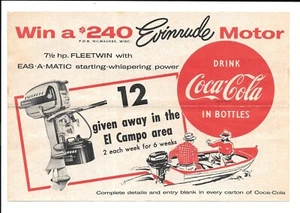 Win a $240 Evinrude Motor
F.O.B. MILWAUKEE, WISC.
7½ hp. FLEETWIN with
EAS·A·MATIC starting-whispering power
DRINK
Coca-Cola
IN BOTTLES
12
given away in the
El Campo area
2 each week for 6 weeks
Complete details and entry blank in every carton of Coca-Cola